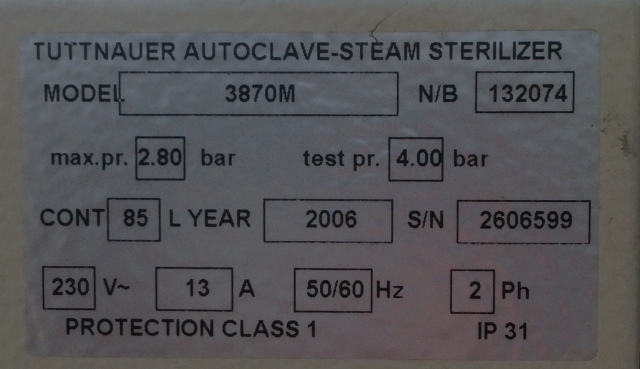 TUTTNAUER AUTOCLAVE-STEAM STERILIZER
MODEL 3870M N/B 132074
max.pr. 2.80 bar test pr. 4.00 bar
CONT 85 L YEAR 2006 S/N 2606599
230 V~ 13 A 50/60 Hz 2 Ph
PROTECTION CLASS 1 IP 31